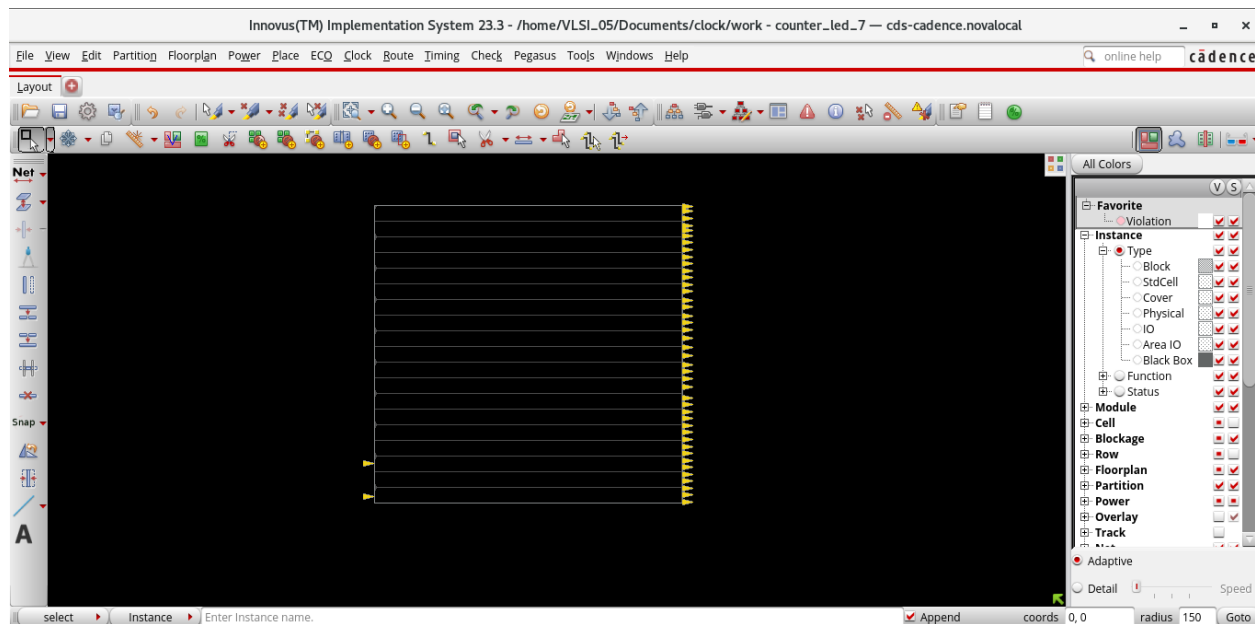 Innovus(TM) Implementation System 23.3 - /home/VLSI_05/Documents/clock/work - counter_led_7 — cds-cadence.novalocal
File View Edit Partition Floorplan Power Place ECO Clock Route Timing Check Pegasus Tools Windows Help
online help
cādence
Layout
Net
Snap
A
All Colors
V S
Favorite
Violation
Instance
Type
Block
StdCell
Cover
Physical
IO
Area IO
Black Box
Function
Status
Module
Cell
Blockage
Row
Floorplan
Partition
Power
Overlay
Track
Adaptive
Detail Speed
select Instance Enter Instance name. Append coords 0, 0 radius 150 Goto